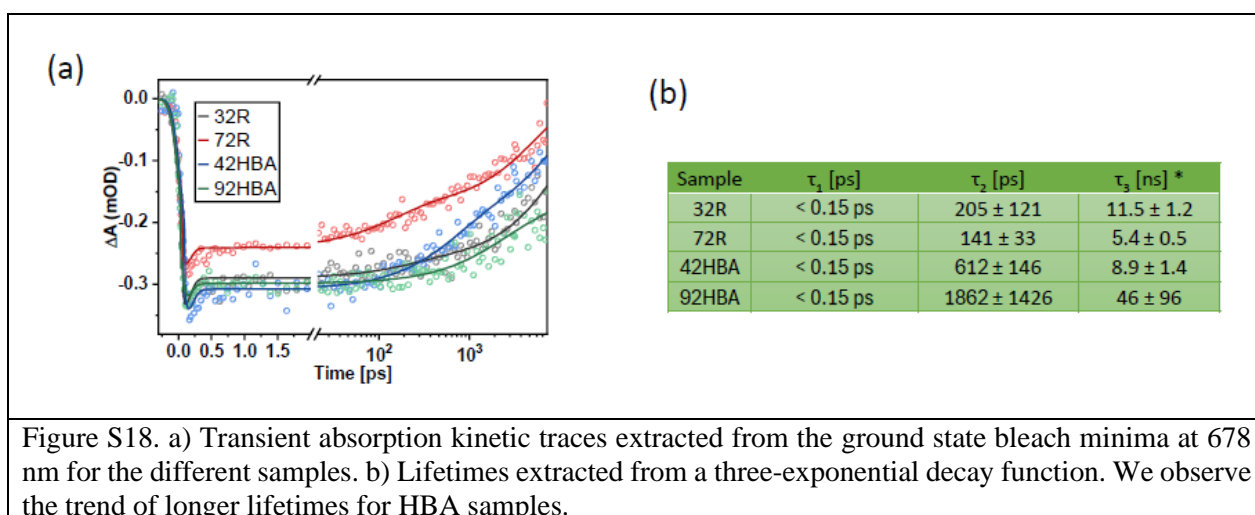 (a)
0.0
-0.1
-0.2
-0.3
ΔA (mOD)
32R
72R
42HBA
92HBA
0.0 0.5 1.0 1.5 10² 10³
Time [ps]
(b)
Sample τ₁ [ps] τ₂ [ps] τ₃ [ns] *
32R < 0.15 ps 205 ± 121 11.5 ± 1.2
72R < 0.15 ps 141 ± 33 5.4 ± 0.5
42HBA < 0.15 ps 612 ± 146 8.9 ± 1.4
92HBA < 0.15 ps 1862 ± 1426 46 ± 96
Figure S18. a) Transient absorption kinetic traces extracted from the ground state bleach minima at 678
nm for the different samples. b) Lifetimes extracted from a three-exponential decay function. We observe
the trend of longer lifetimes for HBA samples.